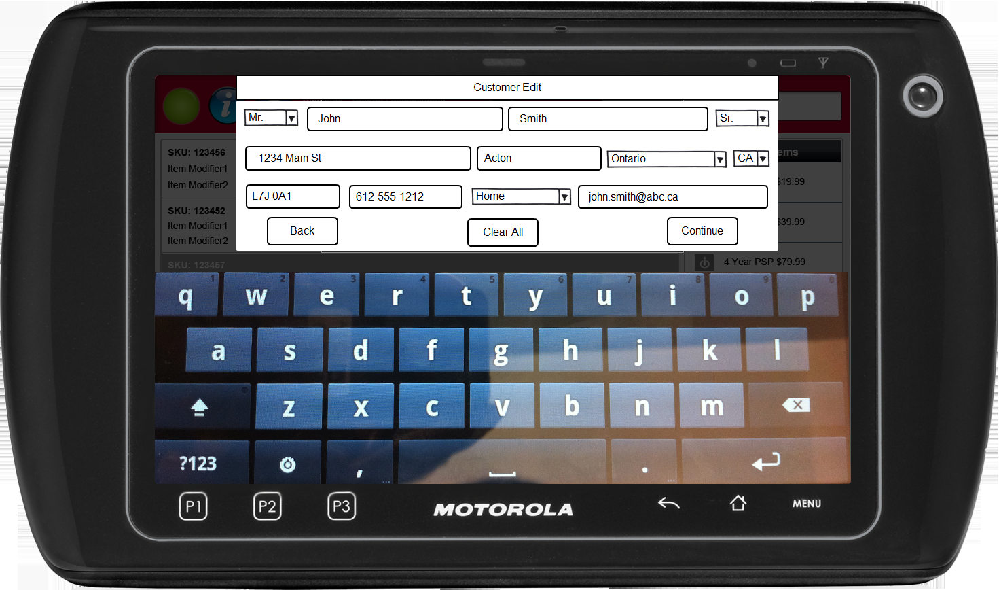 Customer Edit
Mr. John Smith Sr.
1234 Main St Acton Ontario CA
L7J 0A1 612-555-1212 Home john.smith@abc.ca
Back Clear All Continue
i
SKU: 123456
Item Modifier1
Item Modifier2
SKU: 123452
Item Modifier1
Item Modifier2
SKU: 123457
ems
$19.99
$39.99
4 Year PSP $79.99
1 2 3 4 5 6 7 8 9 0
q w e r t y u i o p
a s d f g h j k l
z x c v b n m
?123 , .
P1 P2 P3 MOTOROLA MENU